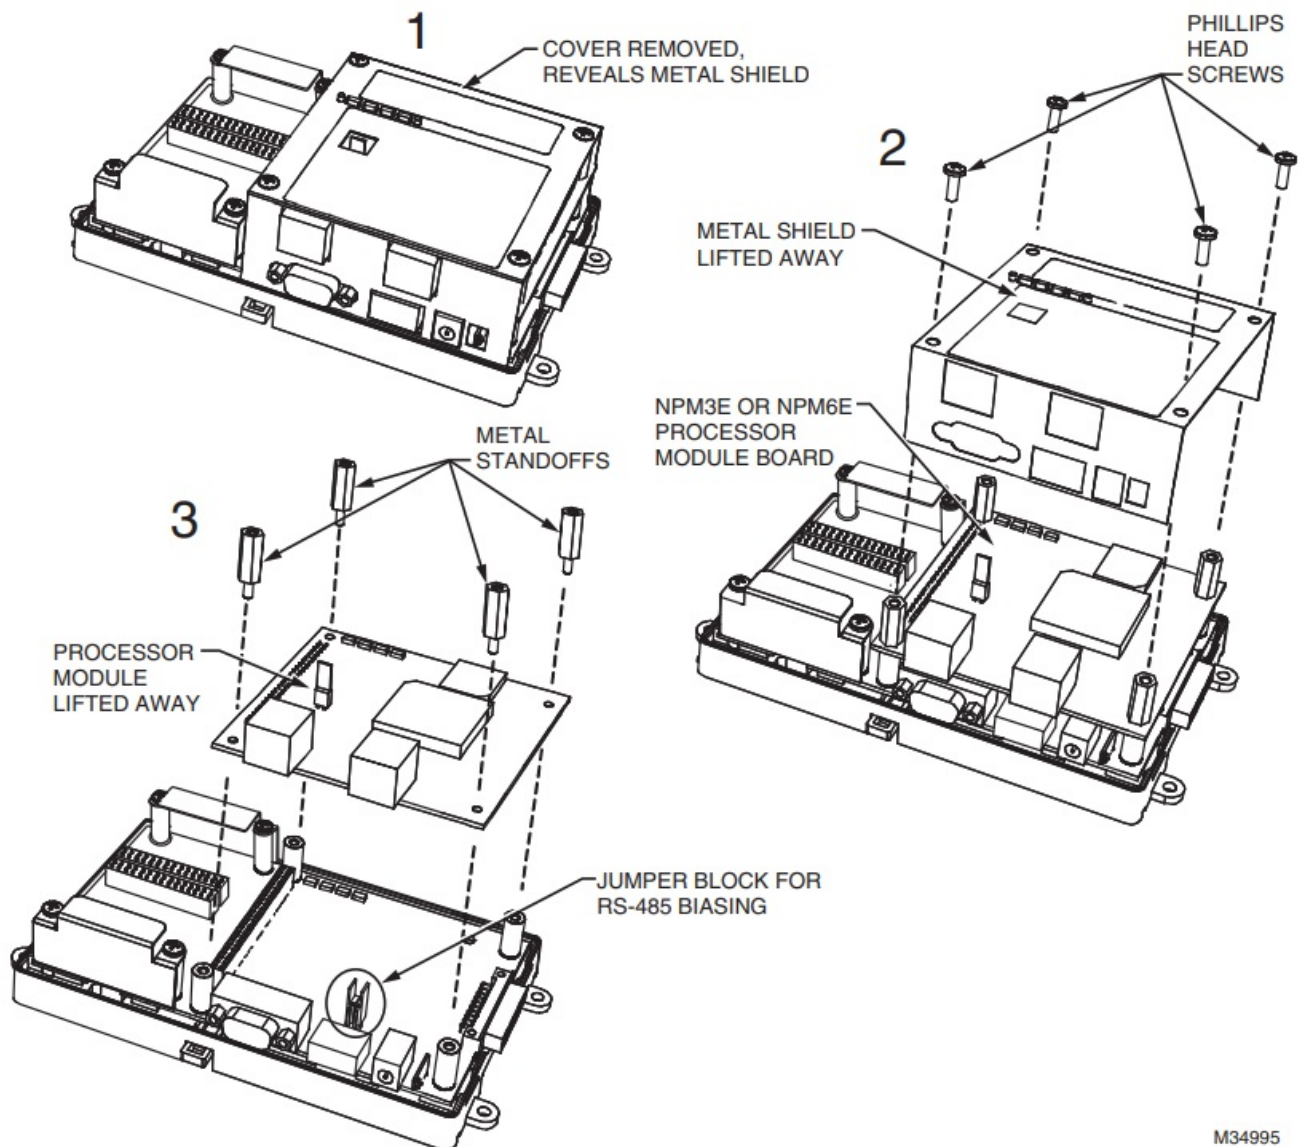 1
COVER REMOVED,
REVEALS METAL SHIELD
PHILLIPS
HEAD
SCREWS
2
METAL SHIELD
LIFTED AWAY
NPM3E OR NPM6E
PROCESSOR
MODULE BOARD
METAL
STANDOFFS
3
PROCESSOR
MODULE
LIFTED AWAY
JUMPER BLOCK FOR
RS-485 BIASING
M34995